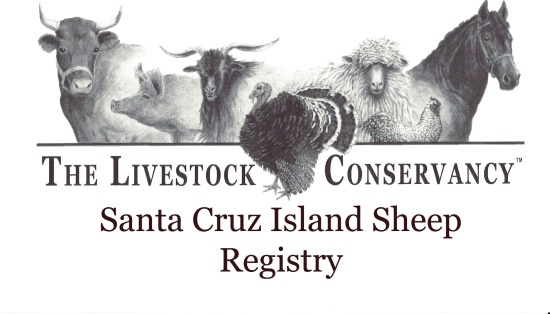 THE LIVESTOCK CONSERVANCY™
Santa Cruz Island Sheep
Registry